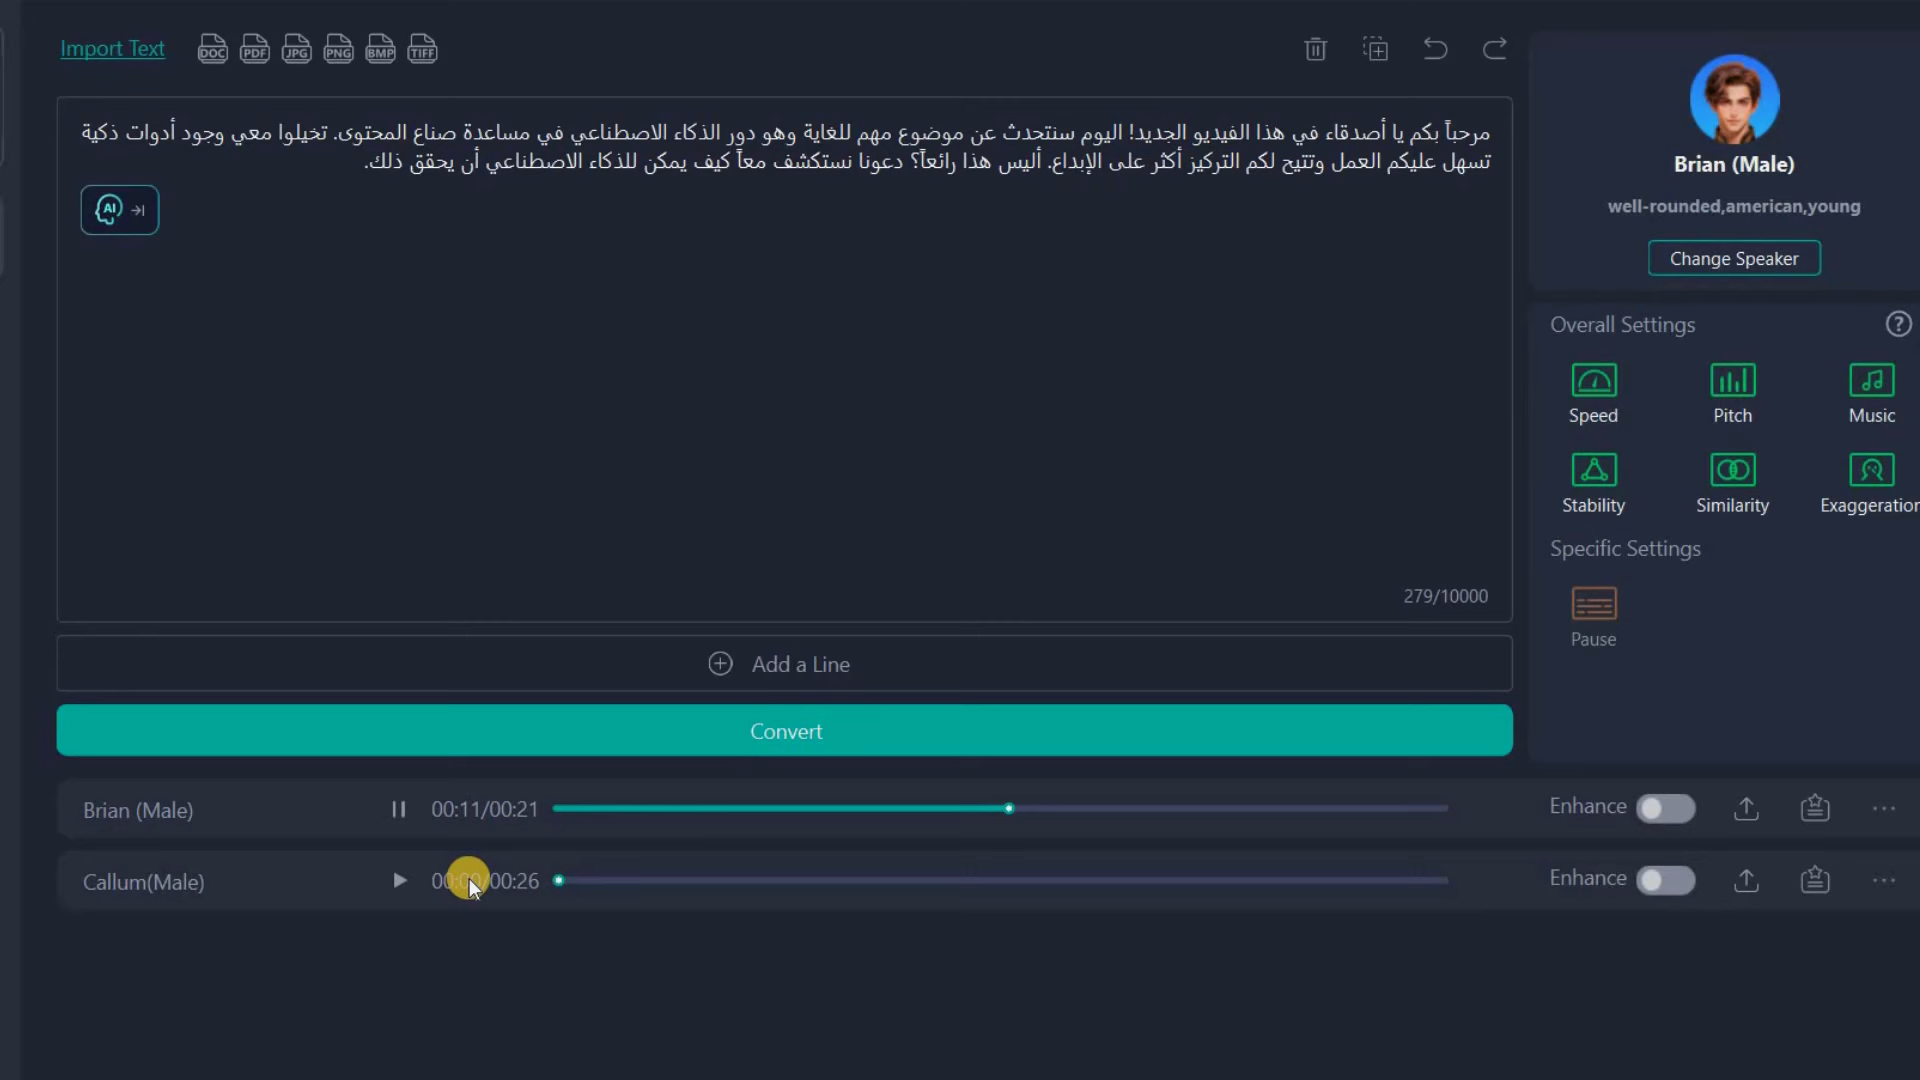 Import Text
DOC PDF JPG PNG BMP TIFF
مرحباً بكم يا أصدقاء في هذا الفيديو الجديد! اليوم سنتحدث عن موضوع مهم للغاية وهو دور الذكاء الاصطناعي في مساعدة صناع المحتوى. تخيلوا معي وجود أدوات ذكية
تسهل عليكم العمل وتتيح لكم التركيز أكثر على الإبداع. أليس هذا رائعاً؟ دعونا نستكشف معاً كيف يمكن للذكاء الاصطناعي أن يحقق ذلك.
AI
279/10000
Add a Line
Convert
Brian (Male)
well-rounded,american,young
Change Speaker
Overall Settings
Speed Pitch Music
Stability Similarity Exaggeration
Specific Settings
Pause
Brian (Male) 00:11/00:21 Enhance
Callum(Male) 00:00/00:26 Enhance